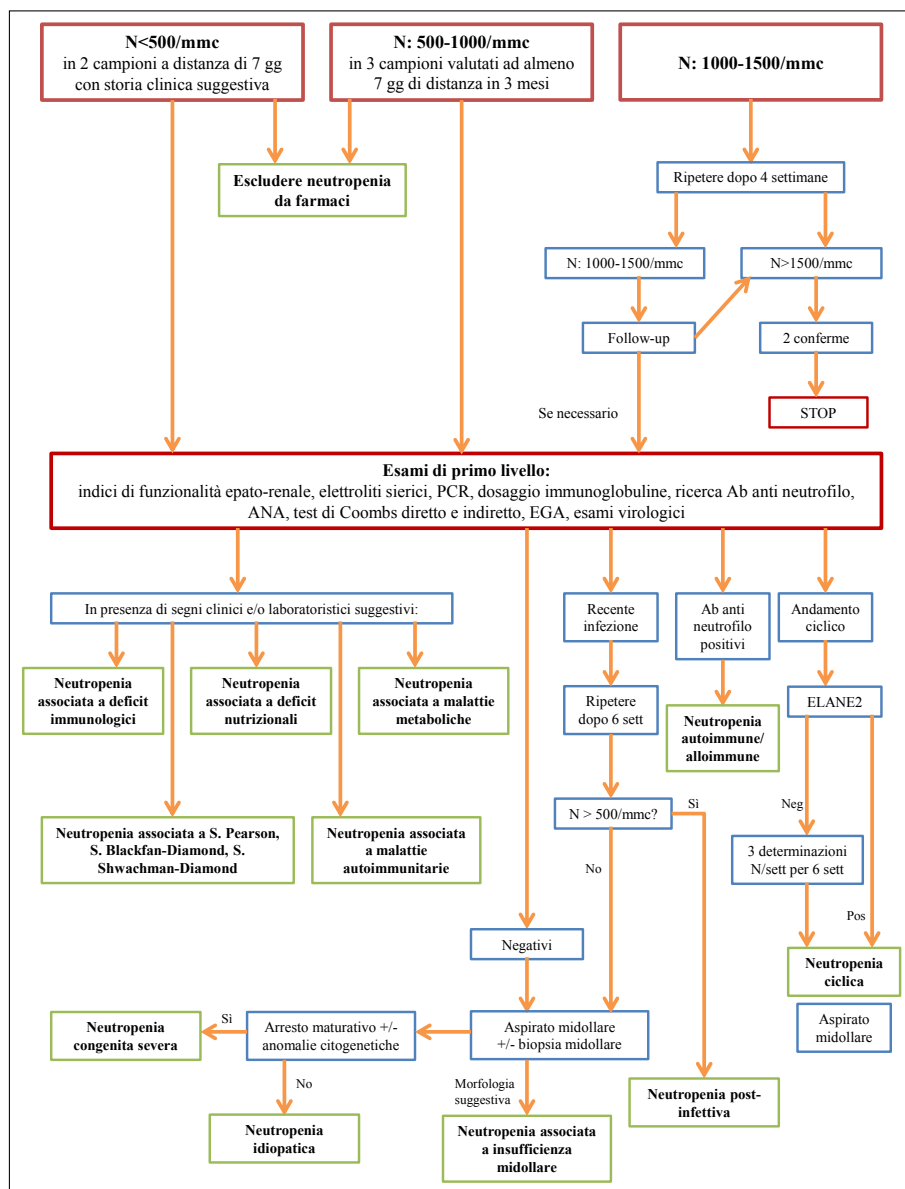 N<500/mmc
in 2 campioni a distanza di 7 gg
con storia clinica suggestiva
N: 500-1000/mmc
in 3 campioni valutati ad almeno
7 gg di distanza in 3 mesi
N: 1000-1500/mmc
Escludere neutropenia
da farmaci
Ripetere dopo 4 settimane
N: 1000-1500/mmc
N>1500/mmc
Follow-up
2 conferme
Se necessario
STOP
Esami di primo livello:
indici di funzionalità epato-renale, elettroliti sierici, PCR, dosaggio immunoglobuline, ricerca Ab anti neutrofilo,
ANA, test di Coombs diretto e indiretto, EGA, esami virologici
In presenza di segni clinici e/o laboratoristici suggestivi:
Recente
infezione
Ab anti
neutrofilo
positivi
Andamento
ciclico
Neutropenia
associata a deficit
immunologici
Neutropenia
associata a deficit
nutrizionali
Neutropenia
associata a malattie
metaboliche
Ripetere
dopo 6 sett
Neutropenia
autoimmune/
alloimmune
ELANE2
Neutropenia associata a S. Pearson,
S. Blackfan-Diamond, S.
Shwachman-Diamond
Neutropenia associata
a malattie
autoimmunitarie
N > 500/mmc?
Sì
Neg
No
3 determinazioni
N/sett per 6 sett
Pos
Negativi
Neutropenia
ciclica
Neutropenia
congenita severa
Sì
Arresto maturativo +/-
anomalie citogenetiche
Aspirato midollare
+/- biopsia midollare
Aspirato
midollare
No
Morfologia
suggestiva
Neutropenia
idiopatica
Neutropenia associata
a insufficienza
midollare
Neutropenia post-
infettiva